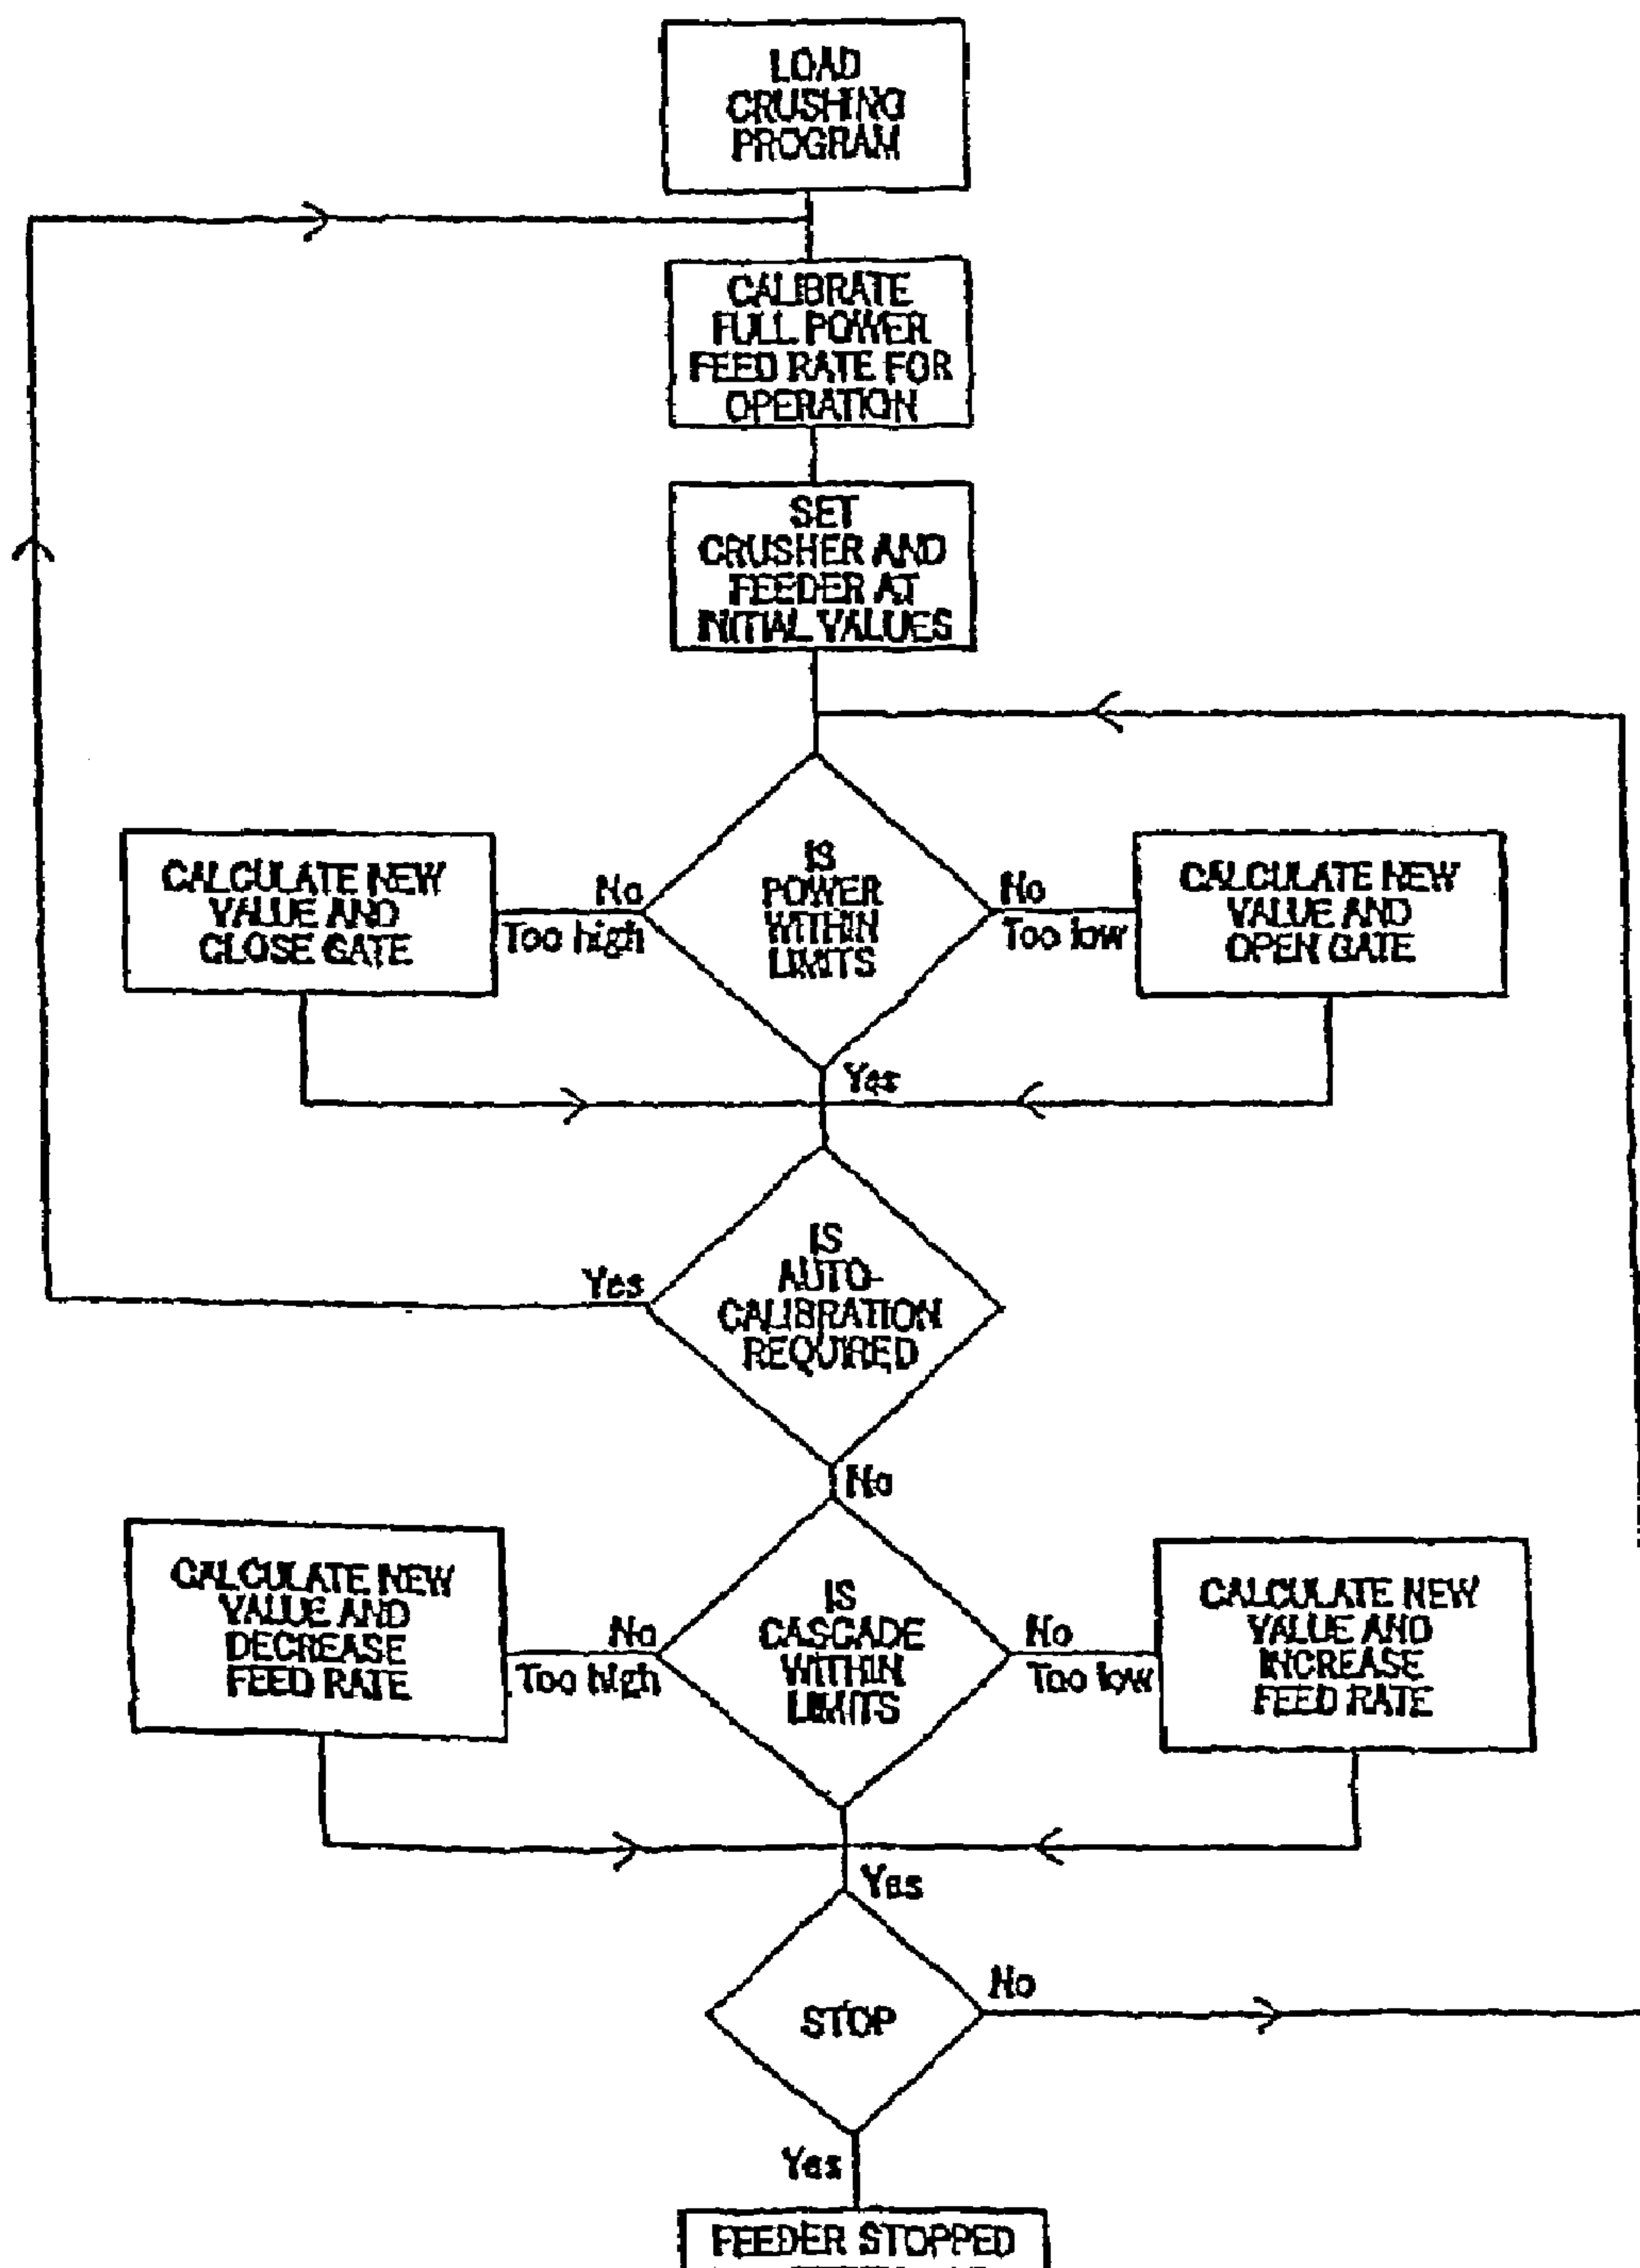 LOAD
CRUSHING
PROGRAM
CALIBRATE
FULL POWER
FEED RATE FOR
OPERATION
SET
CRUSHER AND
FEEDER AT
INITIAL VALUES
IS
POWER
WITHIN
LIMITS
No
Too high
No
Too low
CALCULATE NEW
VALUE AND
CLOSE GATE
CALCULATE NEW
VALUE AND
OPEN GATE
Yes
IS
AUTO-
CALIBRATION
REQUIRED
Yes
No
IS
CASCADE
WITHIN
LIMITS
No
Too high
No
Too low
CALCULATE NEW
VALUE AND
DECREASE
FEED RATE
CALCULATE NEW
VALUE AND
INCREASE
FEED RATE
Yes
STOP
No
Yes
FEEDER STOPPED